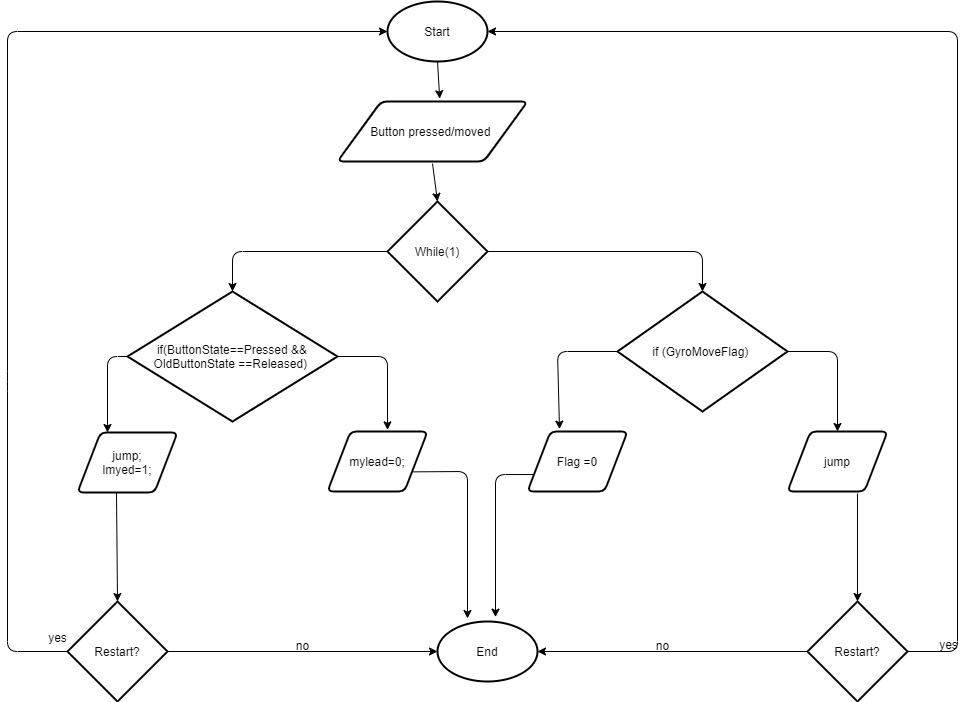 Start
Button pressed/moved
While(1)
if(ButtonState==Pressed &&
OldButtonState ==Released)
if (GyroMoveFlag)
jump;
lmyed=1;
mylead=0;
Flag =0
jump
yes
Restart?
no
End
no
Restart?
yes